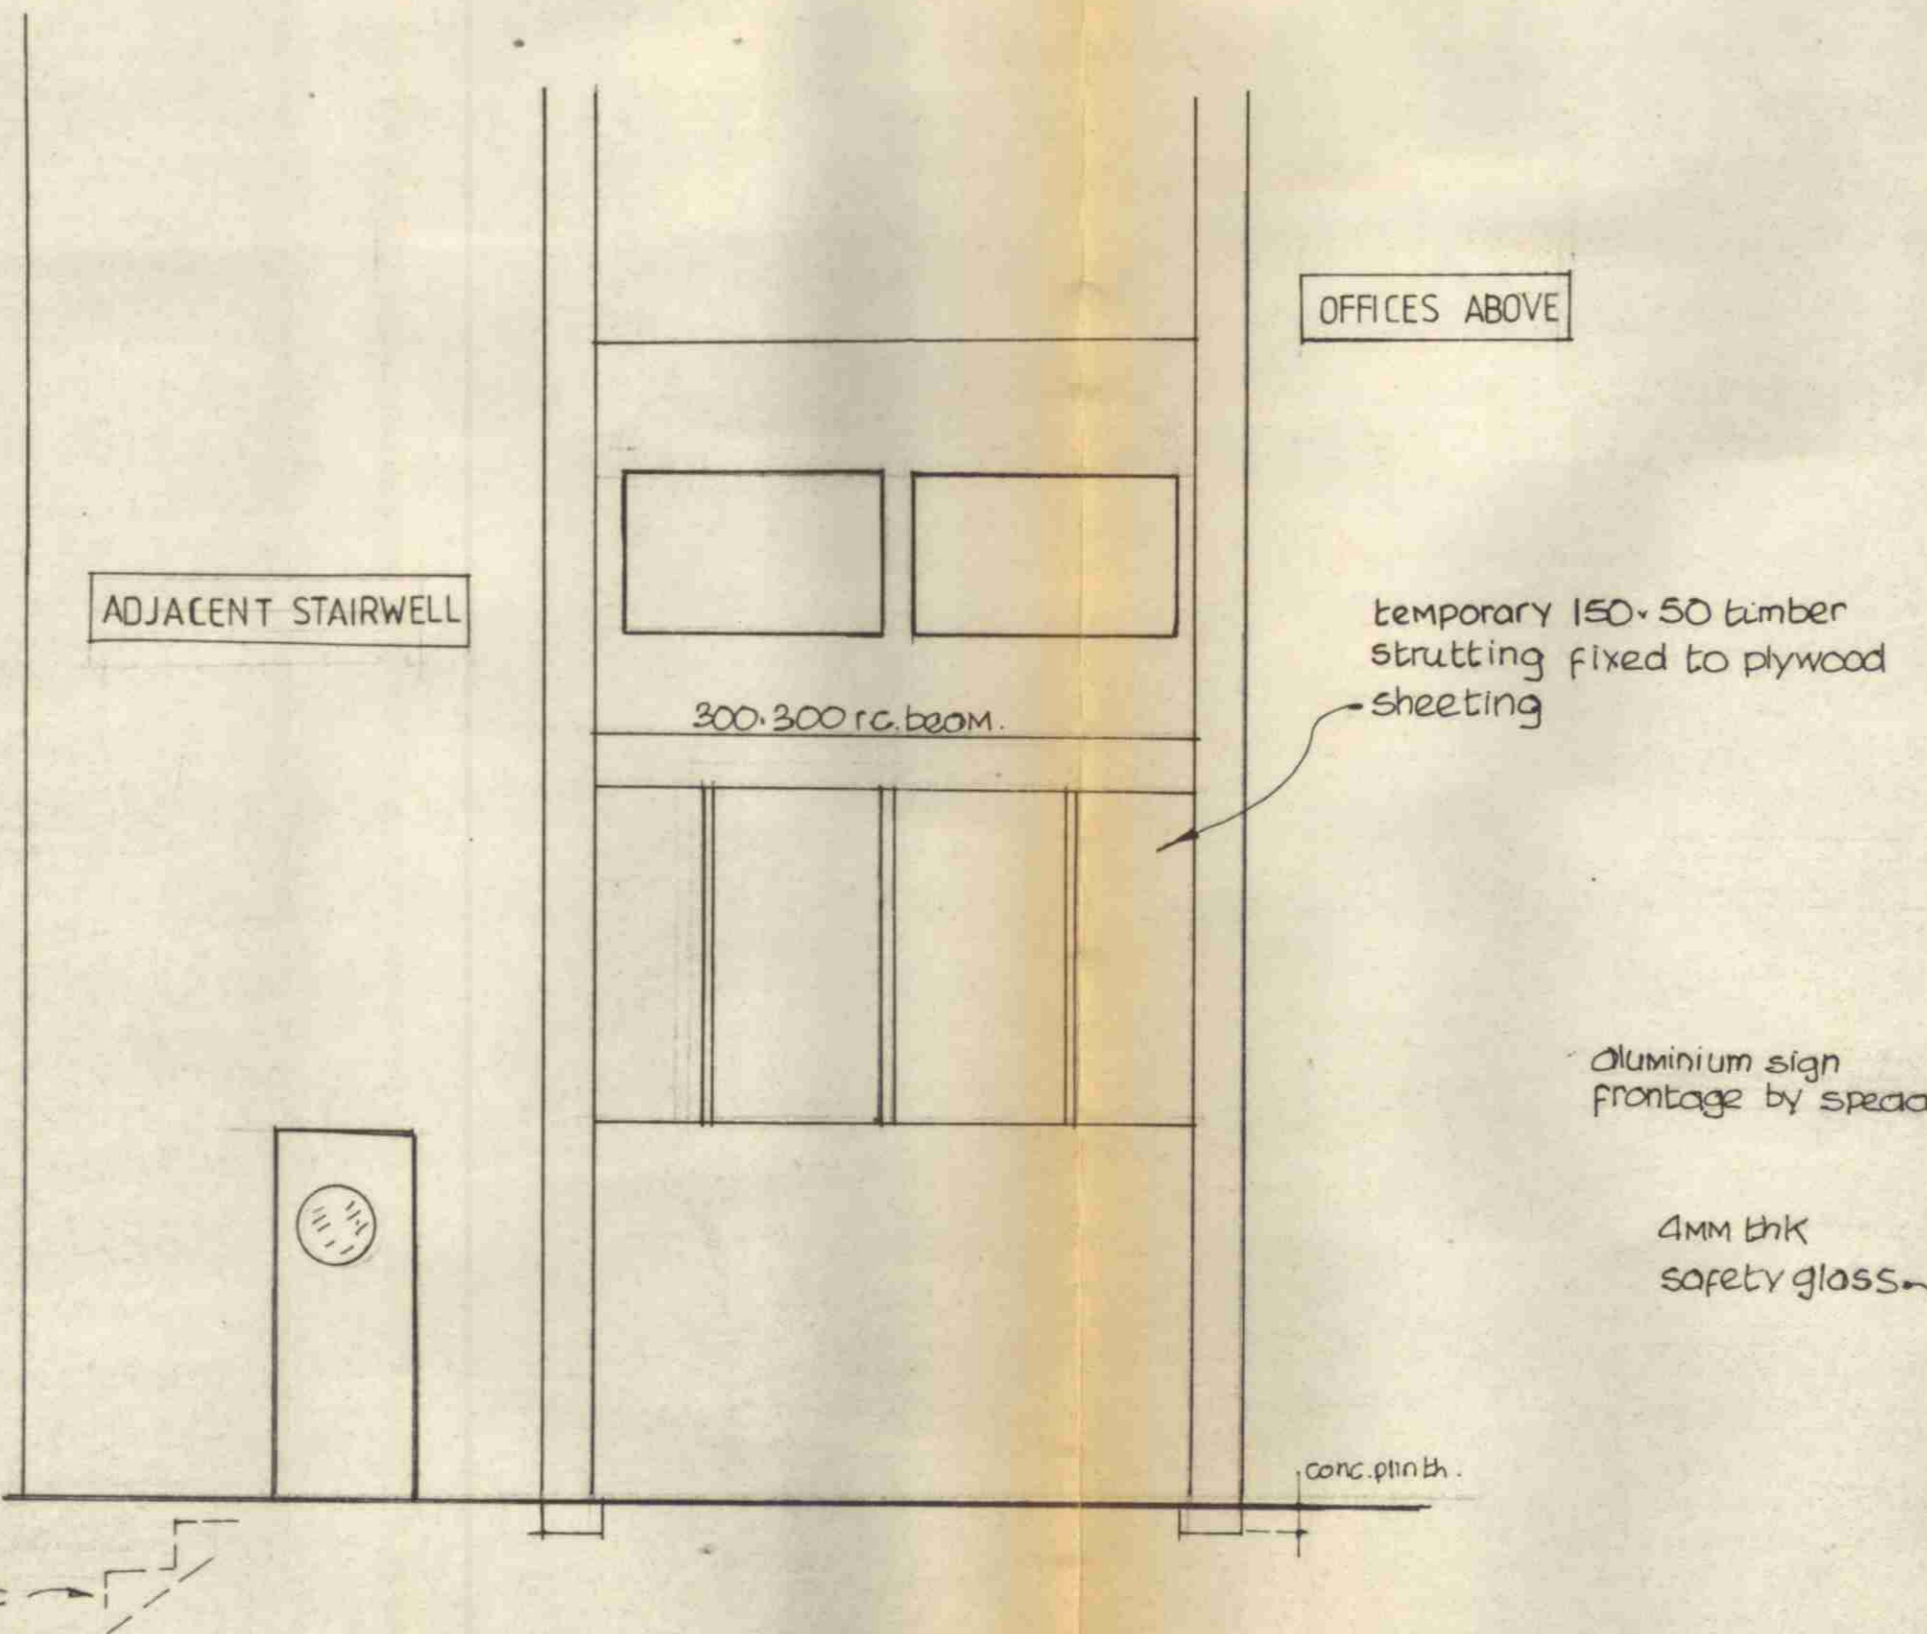 OFFICES ABOVE
ADJACENT STAIRWELL
temporary 150×50 timber
strutting fixed to plywood
sheeting
300×300 r.c. beam.
aluminium sign
frontage by
4mm thk
safety glass
conc. plinth.